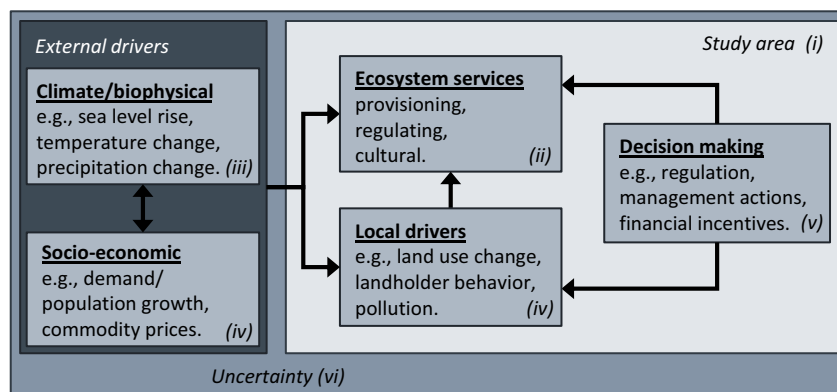 External drivers
Climate/biophysical
e.g., sea level rise,
temperature change,
precipitation change. (iii)
Socio-economic
e.g., demand/
population growth,
commodity prices. (iv)
Study area (i)
Ecosystem services
provisioning,
regulating,
cultural. (ii)
Local drivers
e.g., land use change,
landholder behavior,
pollution. (iv)
Decision making
e.g., regulation,
management actions,
financial incentives. (v)
Uncertainty (vi)